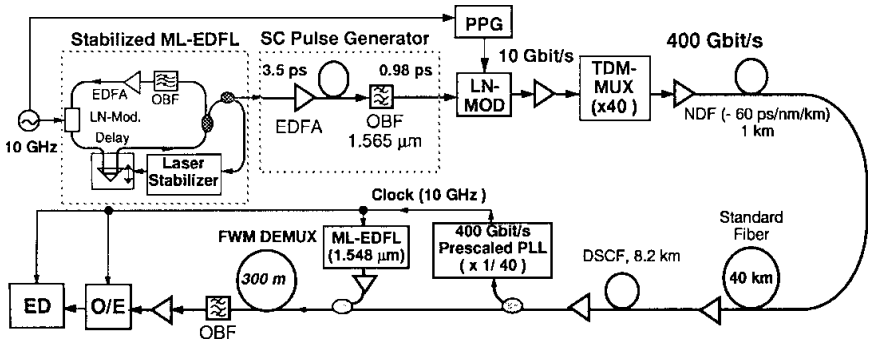 Stabilized ML-EDFL
SC Pulse Generator
PPG
10 Gbit/s
400 Gbit/s
3.5 ps
0.98 ps
EDFA
OBF
LN-Mod.
Delay
10 GHz
Laser
Stabilizer
EDFA
OBF
1.565 μm
LN-
MOD
TDM-
MUX
(x40 )
NDF (- 60 ps/nm/km)
1 km
Clock (10 GHz )
FWM DEMUX
ML-EDFL
(1.548 μm)
400 Gbit/s
Prescaled PLL
( x 1/ 40 )
DSCF, 8.2 km
Standard
Fiber
40 km
300 m
ED
O/E
OBF